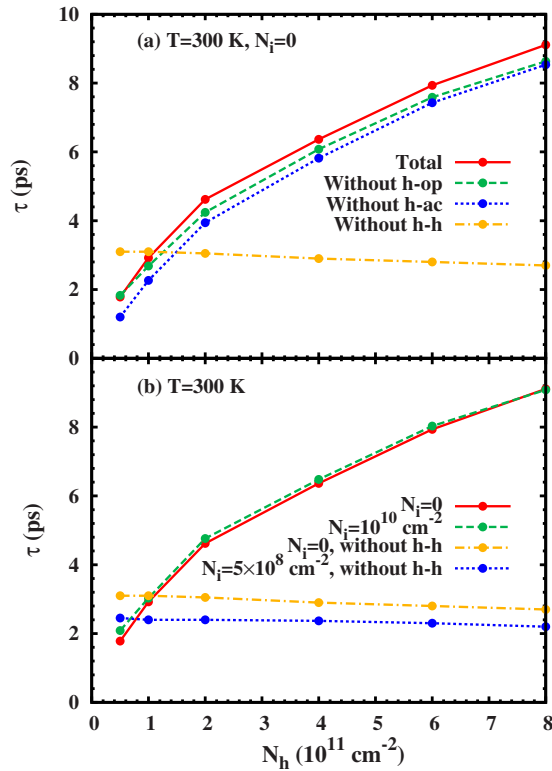 10
(a) T=300 K, Nᵢ=0
8
6
Total
Without h-op
Without h-ac
Without h-h
4
2
0
τ (ps)
(b) T=300 K
8
6
Nᵢ=0
Nᵢ=10¹⁰ cm⁻²
Nᵢ=0, without h-h
Nᵢ=5×10⁸ cm⁻², without h-h
4
2
0
τ (ps)
0 1 2 3 4 5 6 7 8
Nₕ (10¹¹ cm⁻²)